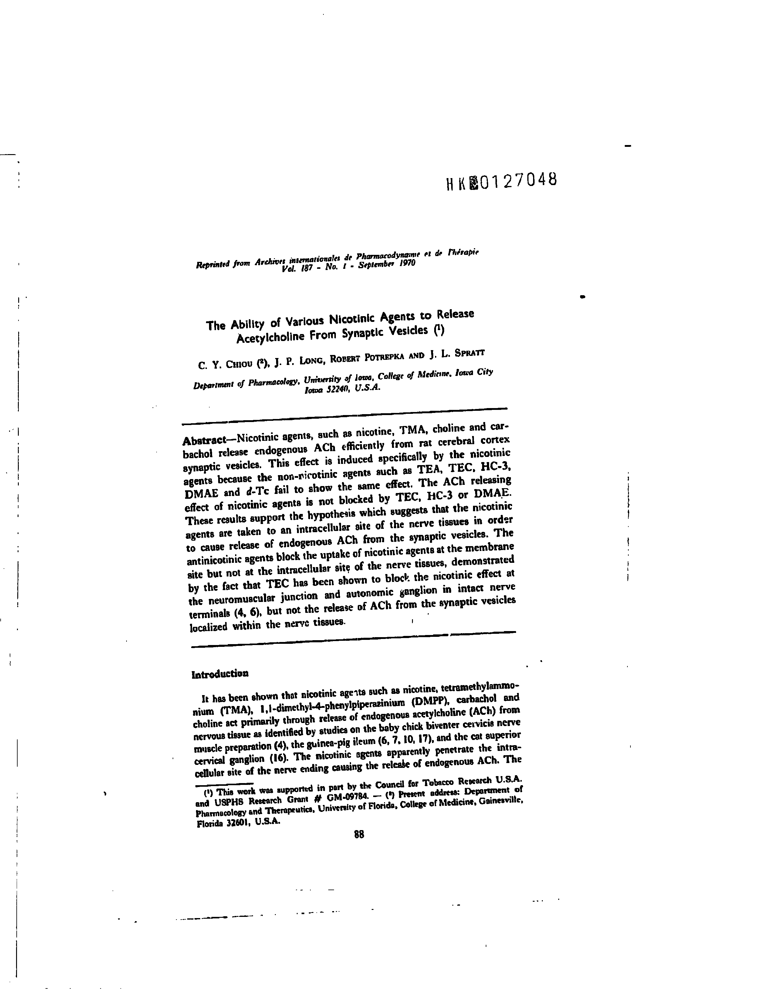 HK0127048
Reprinted from Archives internationales de Pharmacodynamie et de Thérapie
Vol. 187 - No. 1 - September 1970
The Ability of Various Nicotinic Agents to Release
Acetylcholine From Synaptic Vesicles (¹)
C. Y. CHIOU (²), J. P. LONG, ROBERT POTREPKA AND J. L. SPRATT
Department of Pharmacology, University of Iowa, College of Medicine, Iowa City
Iowa 52240, U.S.A.
Abstract—Nicotinic agents, such as nicotine, TMA, choline and car-
bachol release endogenous ACh efficiently from rat cerebral cortex
synaptic vesicles. This effect is induced specifically by the nicotinic
agents because the non-nicotinic agents such as TEA, TEC, HC-3,
DMAE and d-Tc fail to show the same effect. The ACh releasing
effect of nicotinic agents is not blocked by TEC, HC-3 or DMAE.
These results support the hypothesis which suggests that the nicotinic
agents are taken to an intracellular site of the nerve tissues in order
to cause release of endogenous ACh from the synaptic vesicles. The
antinicotinic agents block the uptake of nicotinic agents at the membrane
site but not at the intracellular site of the nerve tissues, demonstrated
by the fact that TEC has been shown to block the nicotinic effect at
the neuromuscular junction and autonomic ganglion in intact nerve
terminals (4, 6), but not the release of ACh from the synaptic vesicles
localized within the nerve tissues.
Introduction
It has been shown that nicotinic agents such as nicotine, tetramethylammo-
nium (TMA), 1,1-dimethyl-4-phenylpiperazinium (DMPP), carbachol and
choline act primarily through release of endogenous acetylcholine (ACh) from
nervous tissue as identified by studies on the baby chick biventer cervicis nerve
muscle preparation (4), the guinea-pig ileum (6, 7, 10, 17), and the cat superior
cervical ganglion (16). The nicotinic agents apparently penetrate the intra-
cellular site of the nerve ending causing the release of endogenous ACh. The
(¹) This work was supported in part by the Council for Tobacco Research U.S.A.
and USPHS Research Grant # GM-09784. — (²) Present address: Department of
Pharmacology and Therapeutics, University of Florida, College of Medicine, Gainesville,
Florida 32601, U.S.A.
88